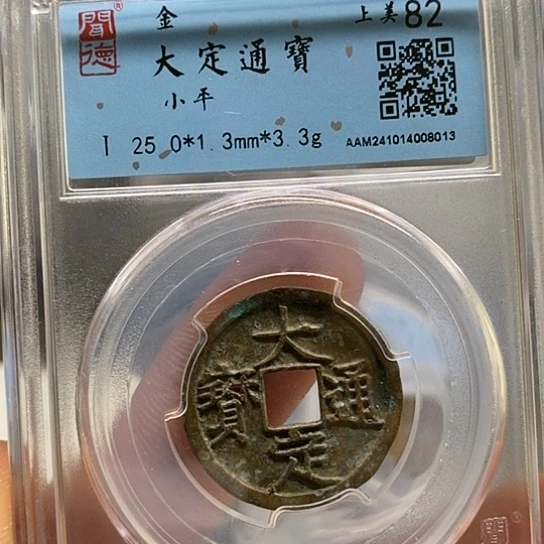 聞德
金
上美82
大定通寶
小平
I 25.0*1.3mm*3.3g
AAM241014008013
大定通寶